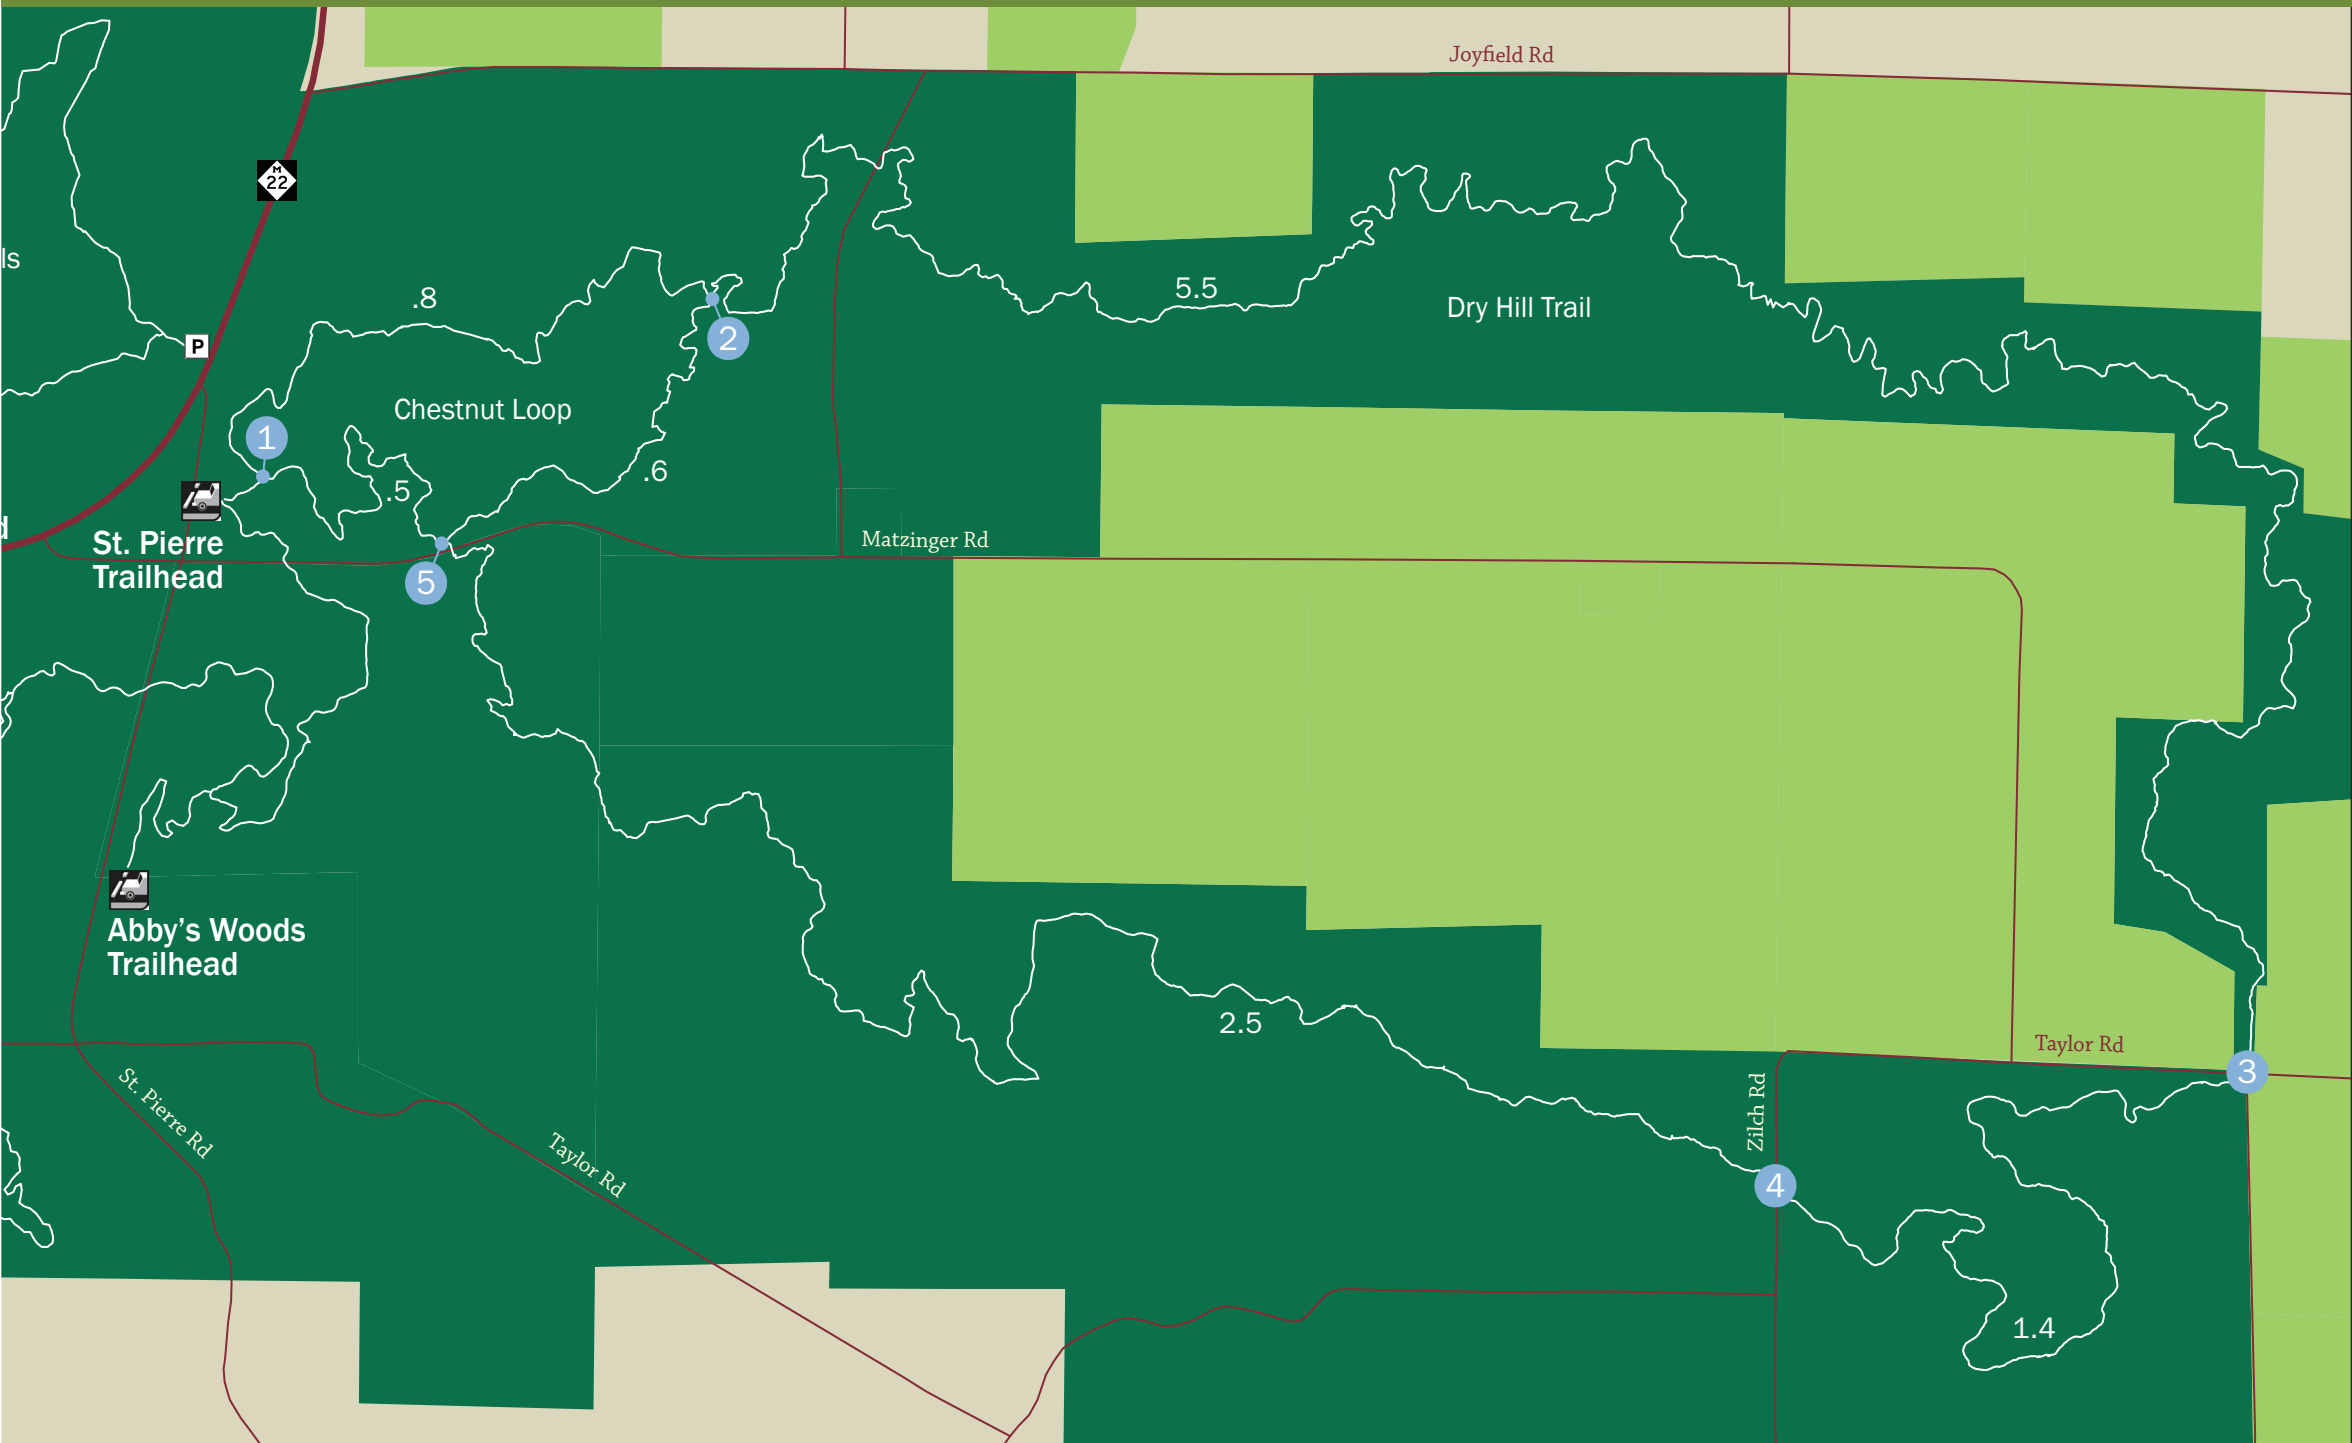 Joyfield Rd
M
22
ls
.8
5.5
Dry Hill Trail
2
P
Chestnut Loop
1
.6
.5
d
St. Pierre
Trailhead
Matzinger Rd
5
Abby's Woods
Trailhead
2.5
Taylor Rd
3
St. Pierre Rd
Zilch Rd
Taylor Rd
4
1.4